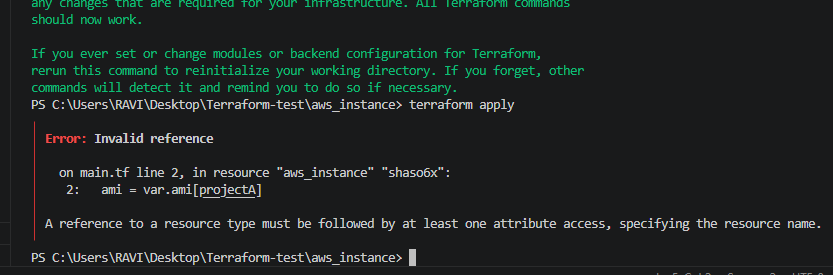 any changes that are required for your infrastructure. All Terraform commands
should now work.
If you ever set or change modules or backend configuration for Terraform,
rerun this command to reinitialize your working directory. If you forget, other
commands will detect it and remind you to do so if necessary.
PS C:\Users\RAVI\Desktop\Terraform-test\aws_instance> terraform apply
Error: Invalid reference
on main.tf line 2, in resource "aws_instance" "shaso6x":
2: ami = var.ami[projectA]
A reference to a resource type must be followed by at least one attribute access, specifying the resource name.
PS C:\Users\RAVI\Desktop\Terraform-test\aws_instance>